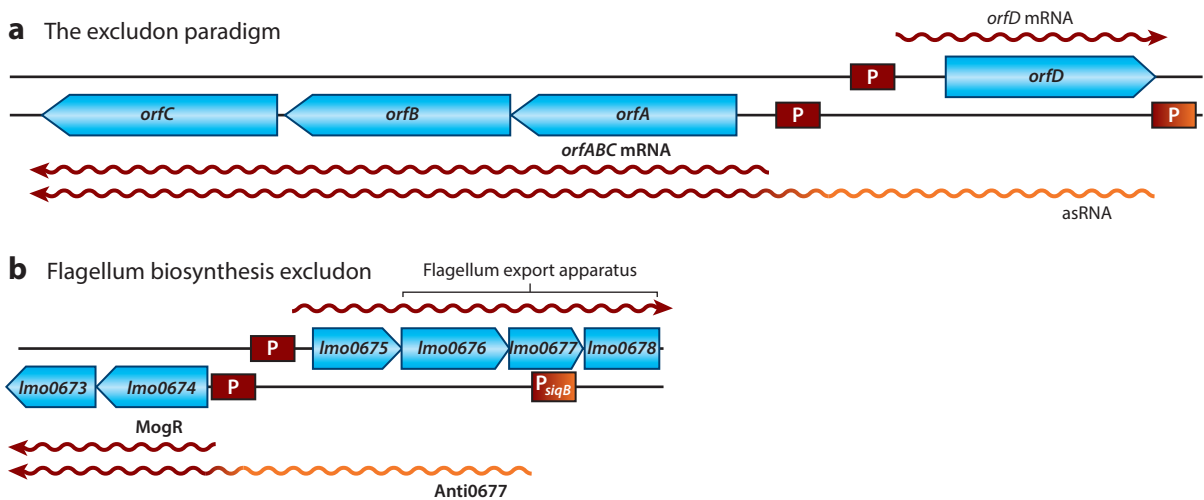 a The excludon paradigm
orfD mRNA
P
orfD
orfC
orfB
orfA
P
P
orfABC mRNA
asRNA
b Flagellum biosynthesis excludon
Flagellum export apparatus
P
lmo0675
lmo0676
lmo0677
lmo0678
lmo0673
lmo0674
P
PsigB
MogR
Anti0677